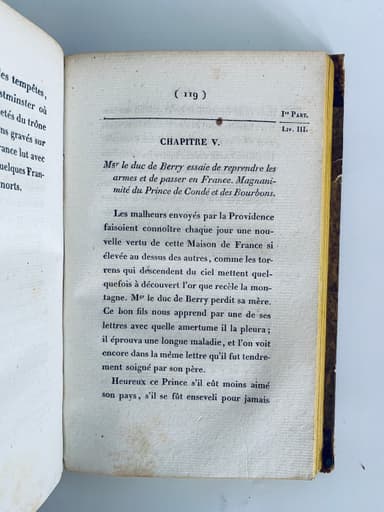 les tempêtes,
stminster où
etés du trône
ns gravés sur
rance lut avec
uelques Fran-
morts.
( 119 )
Ire PART.
LIV. III.
CHAPITRE V.
Mgr le duc de Berry essaie de reprendre les
armes et de passer en France. Magnani-
mité du Prince de Condé et des Bourbons.
Les malheurs envoyés par la Providence
faisoient connoître chaque jour une nou-
velle vertu de cette Maison de France si
élevée au dessus des autres, comme les tor-
rens qui descendent du ciel mettent quel-
quefois à découvert l'or que recèle la mon-
tagne. Mgr le duc de Berry perdit sa mère.
Ce bon fils nous apprend par une de ses
lettres avec quelle amertume il la pleura;
il éprouva une longue maladie, et l'on voit
encore dans la même lettre qu'il fut tendre-
ment soigné par son père.
Heureux ce Prince s'il eût moins aimé
son pays, s'il se fût enseveli pour jamais